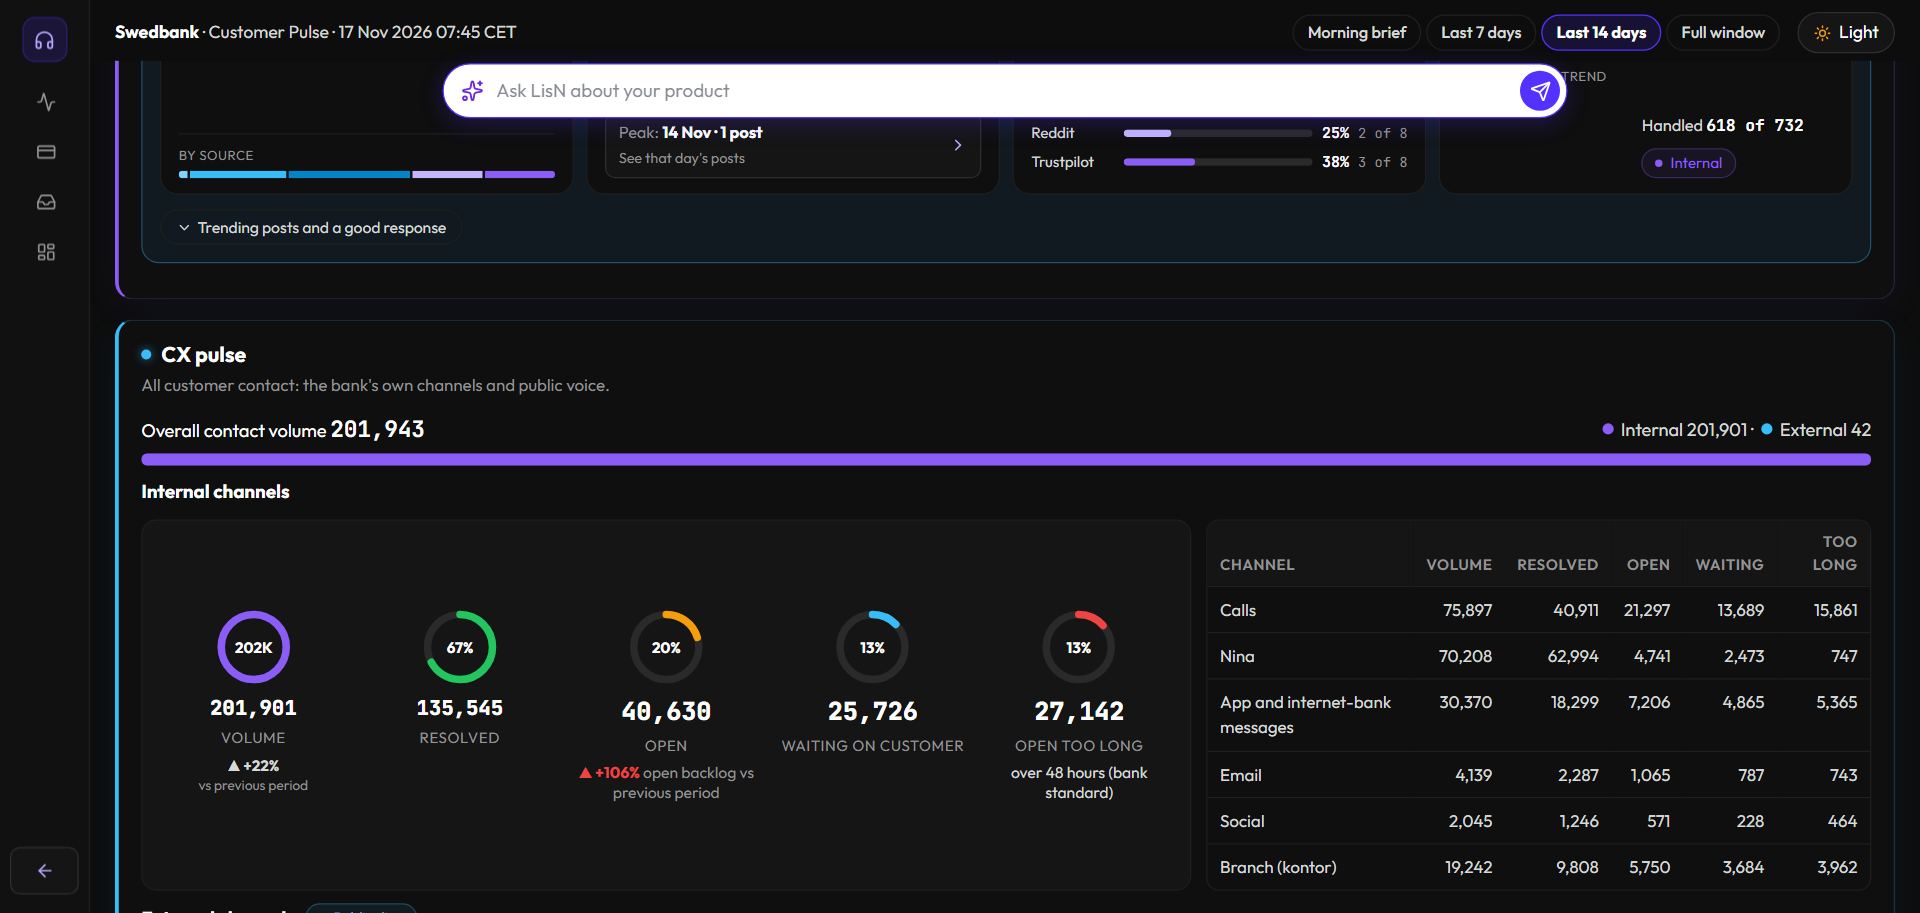 Swedbank · Customer Pulse · 17 Nov 2026 07:45 CET
Morning brief
Last 7 days
Last 14 days
Full window
Light
Ask LisN about your product
TREND
BY SOURCE
Peak: 14 Nov · 1 post
See that day's posts
Reddit 25% 2 of 8
Trustpilot 38% 3 of 8
Handled 618 of 732
Internal
Trending posts and a good response
CX pulse
All customer contact: the bank's own channels and public voice.
Overall contact volume 201,943
Internal 201,901 · External 42
Internal channels
202K
201,901
VOLUME
▲ +22%
vs previous period
67%
135,545
RESOLVED
20%
40,630
OPEN
▲ +106% open backlog vs
previous period
13%
25,726
WAITING ON CUSTOMER
13%
27,142
OPEN TOO LONG
over 48 hours (bank
standard)
CHANNEL VOLUME RESOLVED OPEN WAITING TOO
LONG
Calls 75,897 40,911 21,297 13,689 15,861
Nina 70,208 62,994 4,741 2,473 747
App and internet-bank 30,370 18,299 7,206 4,865 5,365
messages
Email 4,139 2,287 1,065 787 743
Social 2,045 1,246 571 228 464
Branch (kontor) 19,242 9,808 5,750 3,684 3,962